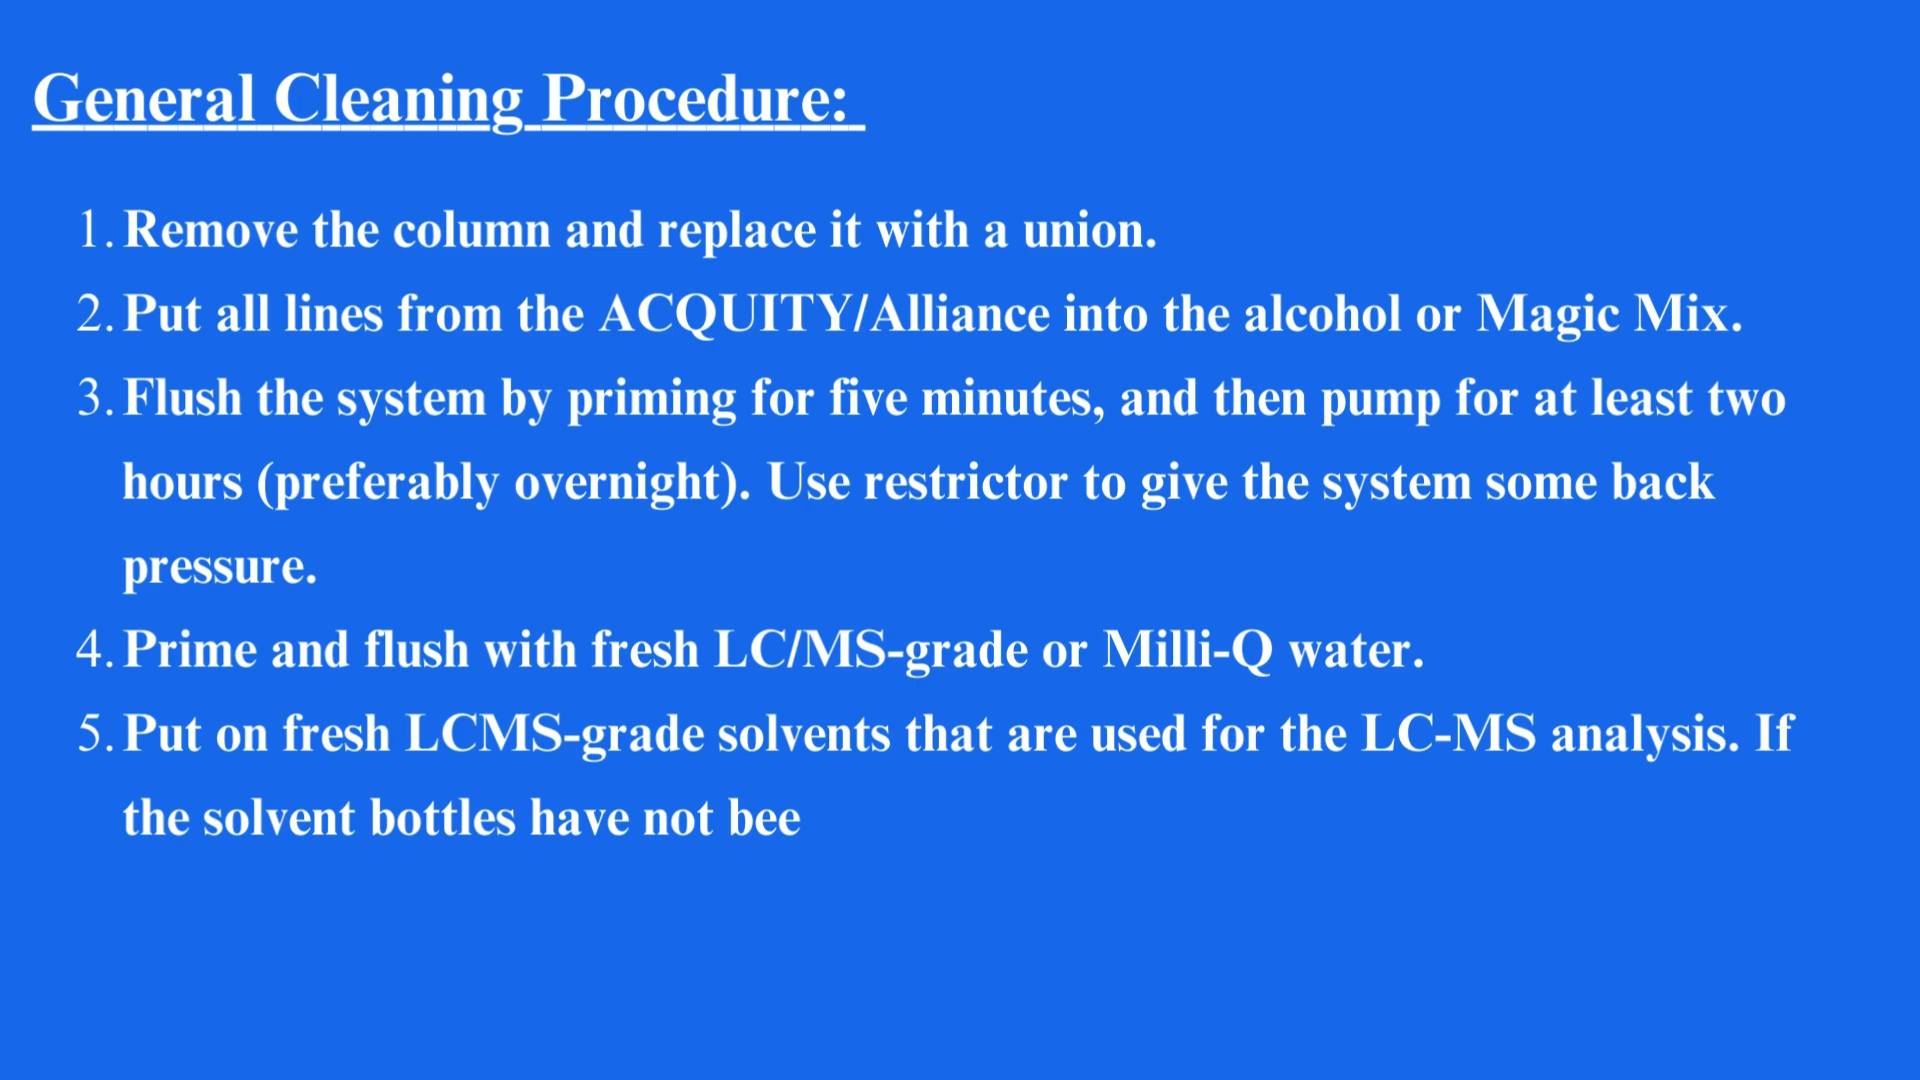 General Cleaning Procedure:
1. Remove the column and replace it with a union.
2. Put all lines from the ACQUITY/Alliance into the alcohol or Magic Mix.
3. Flush the system by priming for five minutes, and then pump for at least two
hours (preferably overnight). Use restrictor to give the system some back
pressure.
4. Prime and flush with fresh LC/MS-grade or Milli-Q water.
5. Put on fresh LCMS-grade solvents that are used for the LC-MS analysis. If
the solvent bottles have not bee